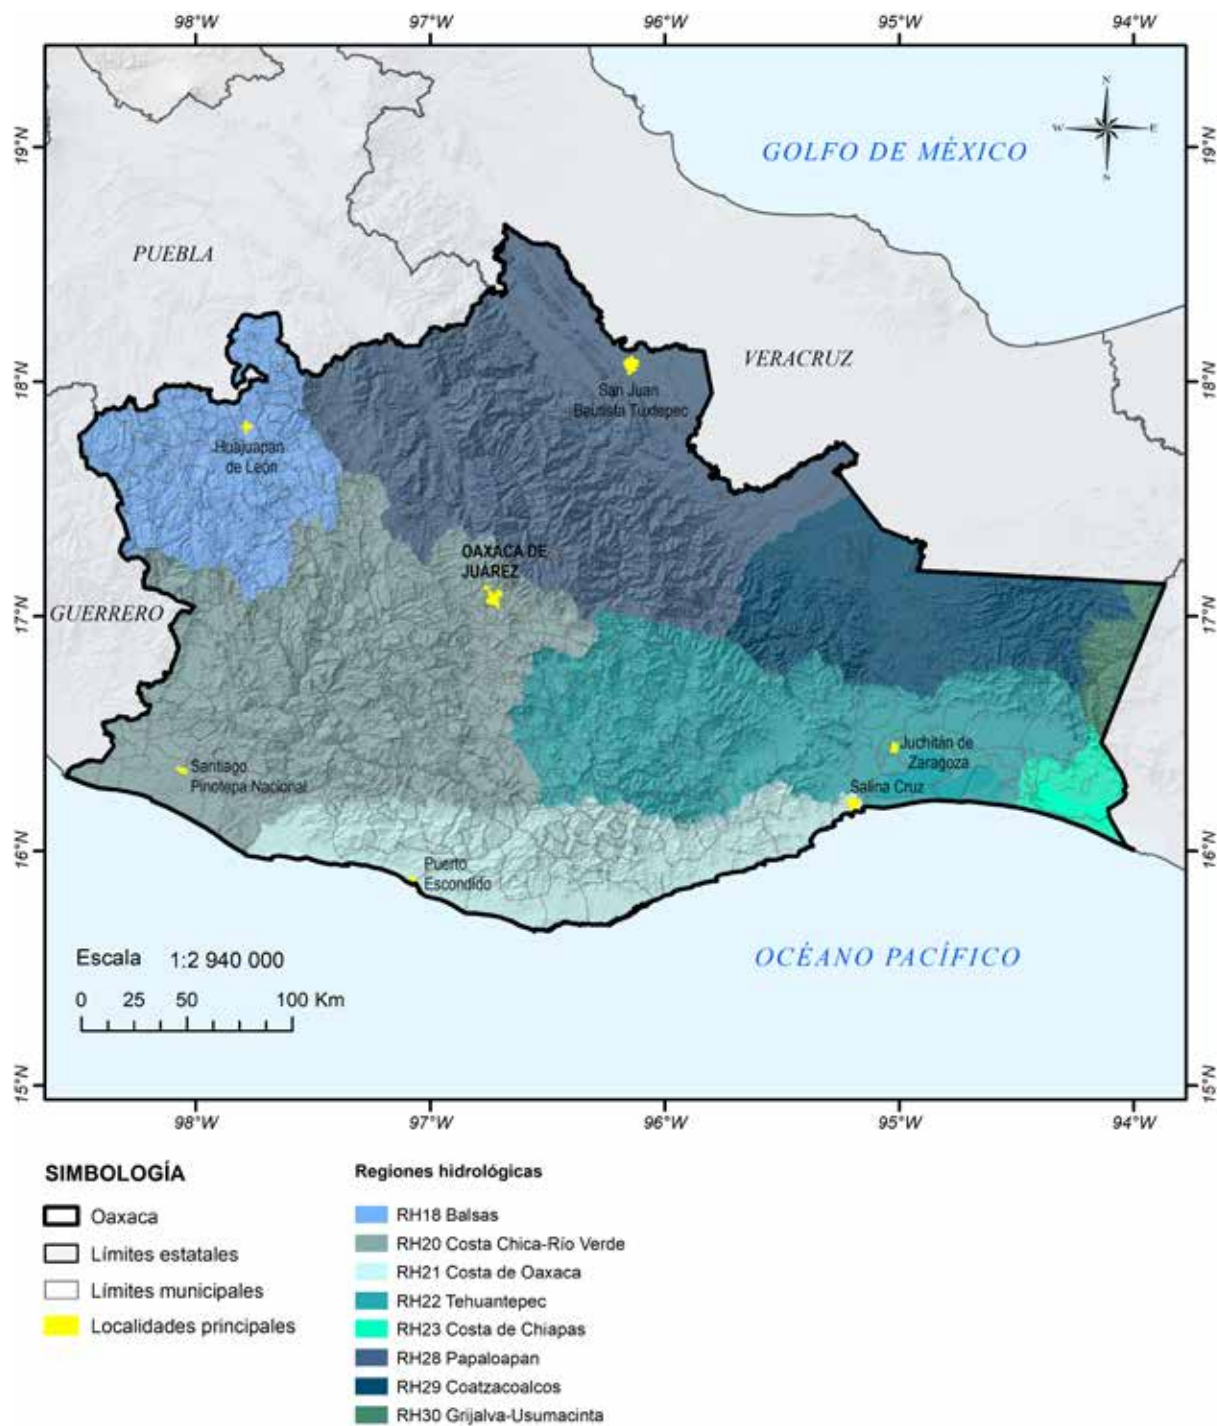 98°W 97°W 96°W 95°W 94°W
N
W E
S
19°N 19°N
GOLFO DE MÉXICO
PUEBLA
VERACRUZ
18°N 18°N
San Juan
Bautista Tuxtepec
Huajuapan
de León
OAXACA DE
JUÁREZ
GUERRERO
17°N 17°N
Juchitán de
Zaragoza
Santiago
Pinotepa Nacional
Salina Cruz
16°N 16°N
Puerto
Escondido
OCÉANO PACÍFICO
Escala 1:2 940 000
0 25 50 100 Km
15°N 15°N
98°W 97°W 96°W 95°W 94°W
SIMBOLOGÍA
Oaxaca
Límites estatales
Límites municipales
Localidades principales
Regiones hidrológicas
RH18 Balsas
RH20 Costa Chica-Río Verde
RH21 Costa de Oaxaca
RH22 Tehuantepec
RH23 Costa de Chiapas
RH28 Papaloapan
RH29 Coatzacoalcos
RH30 Grijalva-Usumacinta